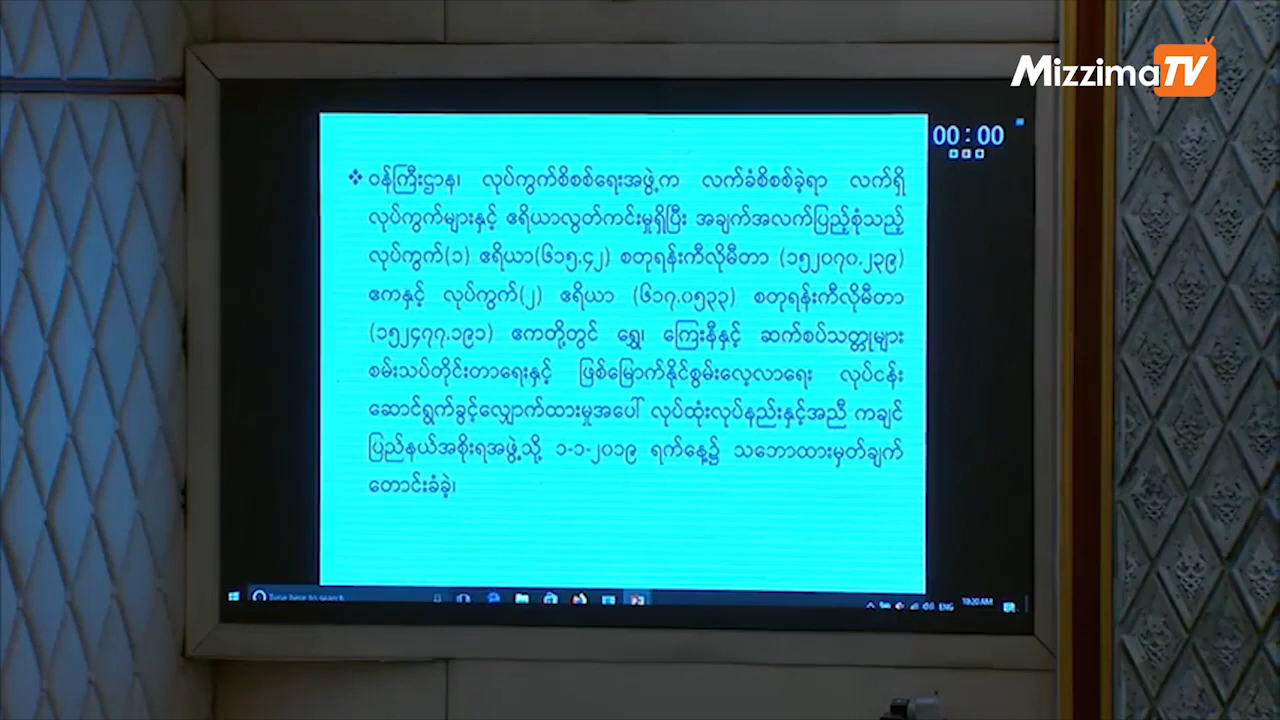 MizzimaTV
00:00
❖ ဝန်ကြီးဌာန၊ လုပ်ကွက်စိစစ်ရေးအဖွဲ့က လက်ခံစိစစ်ခဲ့ရာ လက်ရှိ
လုပ်ကွက်များနှင့် ဧရိယာလွတ်ကင်းမှုရှိပြီး အချက်အလက်ပြည့်စုံသည့်
လုပ်ကွက်(၁) ဧရိယာ(၆၁၅.၄၂) စတုရန်းကီလိုမီတာ (၁၅၂၀၇၀.၂၃၉)
ဧကနှင့် လုပ်ကွက်(၂) ဧရိယာ (၆၁၇.၀၅၃၃) စတုရန်းကီလိုမီတာ
(၁၅၂၄၇၇.၁၉၁) ဧကတို့တွင် ရွှေ၊ ကြေးနီနှင့် ဆက်စပ်သတ္တုများ
စမ်းသပ်တိုင်းတာရေးနှင့် ဖြစ်မြောက်နိုင်စွမ်းလေ့လာရေး လုပ်ငန်း
ဆောင်ရွက်ခွင့်လျှောက်ထားမှုအပေါ် လုပ်ထုံးလုပ်နည်းနှင့်အညီ ကချင်
ပြည်နယ်အစိုးရအဖွဲ့သို့ ၁-၁-၂၀၁၉ ရက်နေ့၌ သဘောထားမှတ်ချက်
တောင်းခံခဲ့၊
Type here to search
ENG
10:20 AM